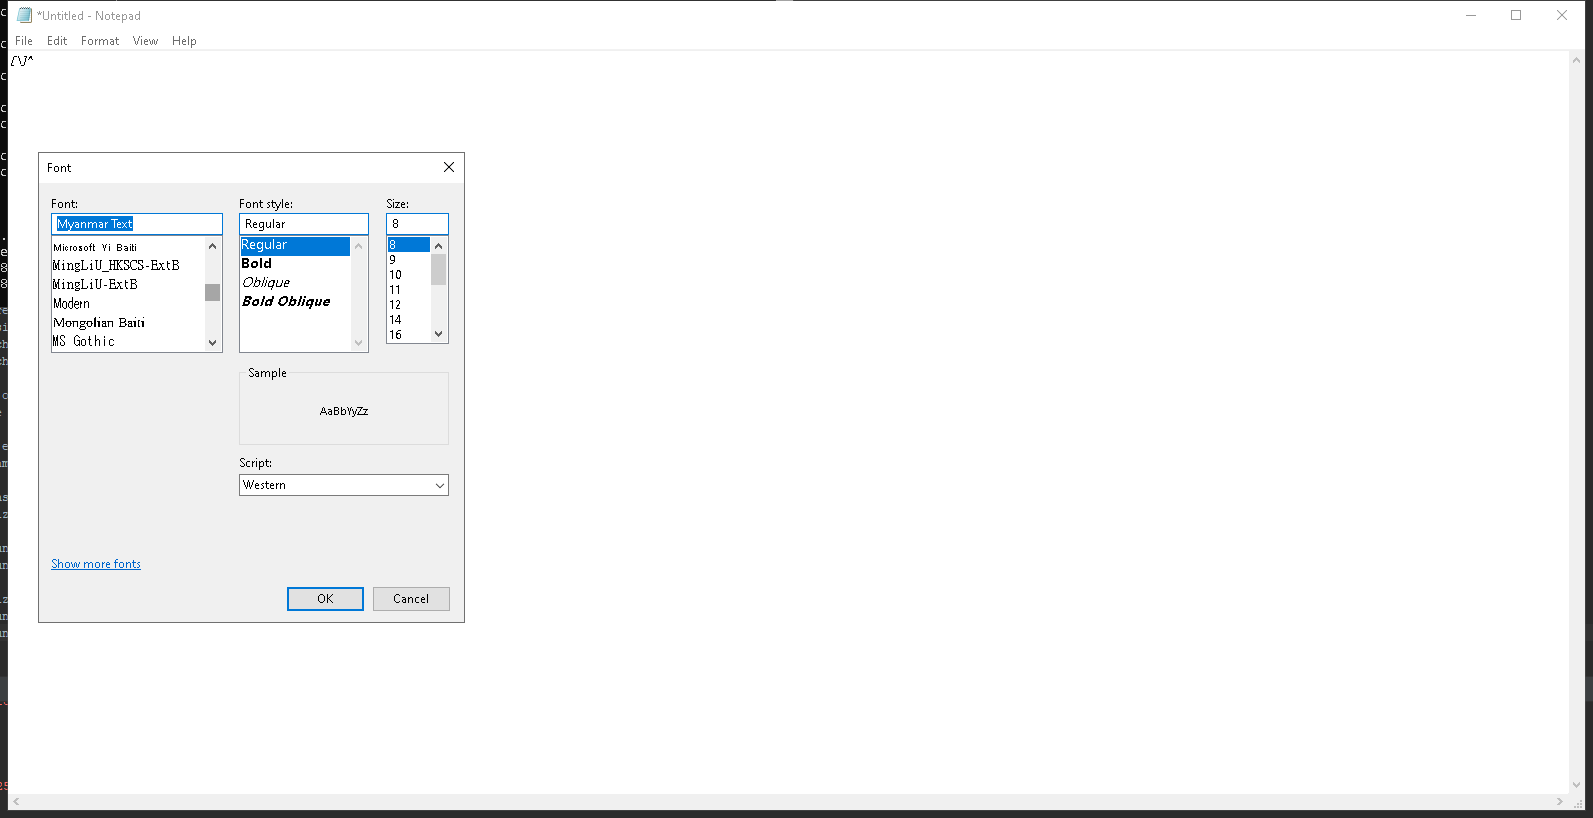 *Untitled - Notepad
File Edit Format View Help
[\]^
Font
Font:
Myanmar Text
Microsoft Yi Baiti
MingLiU_HKSCS-ExtB
MingLiU-ExtB
Modern
Mongolian Baiti
MS Gothic
Font style:
Regular
Regular
Bold
Oblique
Bold Oblique
Size:
8
8
9
10
11
12
14
16
Sample
AaBbYyZz
Script:
Western
Show more fonts
OK Cancel